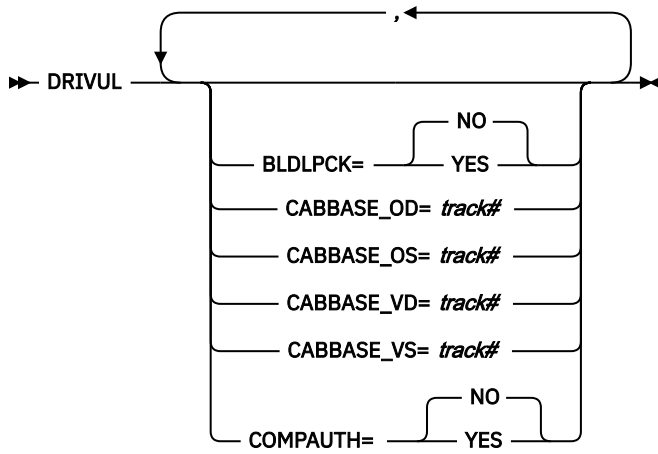 ,
DRIVUL
NO
BLDLPCK= YES
CABBASE_OD= track#
CABBASE_OS= track#
CABBASE_VD= track#
CABBASE_VS= track#
NO
COMPAUTH= YES